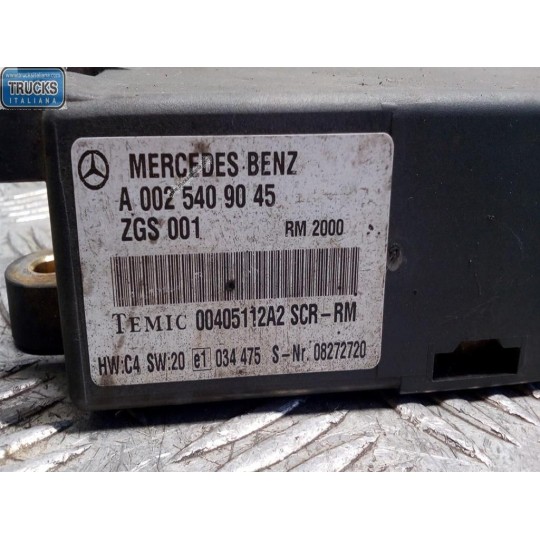 TRUCKS
ITALIANA
MERCEDES BENZ
A 002 540 90 45
ZGS 001 RM 2000
TEMIC 00405112A2 SCR-RM
HW:C4 SW:20 e1 034 475 S-Nr. 08272720